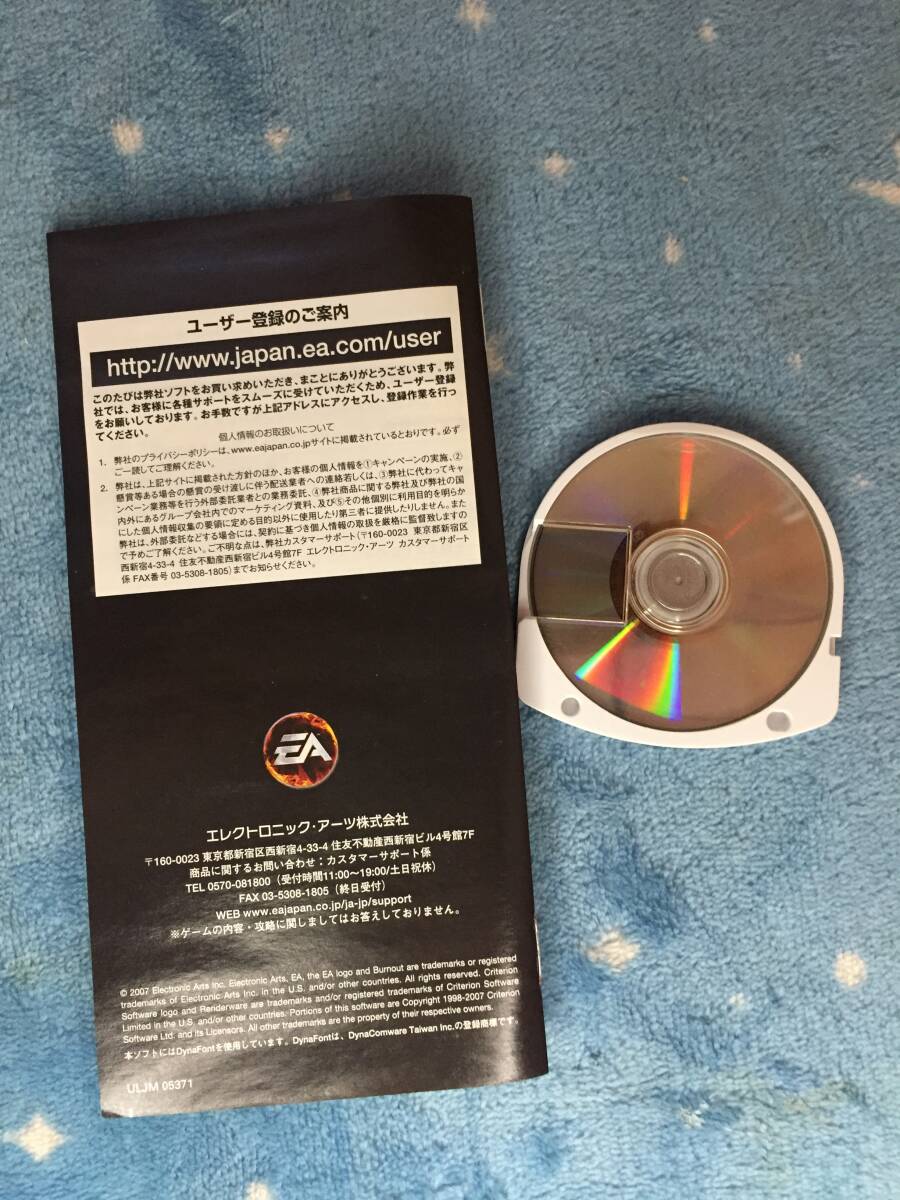 ユーザー登録のご案内
http://www.japan.ea.com/user
このたびは弊社ソフトをお買い求めいただき、まことにありがとうございます。弊
社では、お客様に各種サポートをスムーズに受けていただくため、ユーザー登録
をお願いしております。お手数ですが上記アドレスにアクセスし、登録作業を行っ
てください。
個人情報のお取扱いについて
1. 弊社のプライバシーポリシーは、www.eajapan.co.jpサイトに掲載されているとおりです。必ず
ご一読してご理解ください。
2. 弊社は、上記サイトに掲載された方針のほか、お客様の個人情報を①キャンペーンの実施、②
懸賞等ある場合の懸賞の受け渡しに伴う配送業者への連絡若しくは、③弊社に代わってキャ
ンペーン業務等を行う外部委託業者との業務委託、④弊社商品に関する弊社及び弊社の国
内外にあるグループ会社内でのマーケティング資料、及び⑤その他個別に利用目的を明らか
にした個人情報収集の要領に定める目的以外に使用したり第三者に提供したりしません。また
弊社は、外部委託などする場合には、契約に基づき個人情報の取扱を厳格に監督致しますの
で予めご了解ください。ご不明な点は、弊社カスタマーサポート(〒160-0023 東京都新宿区
西新宿4-33-4 住友不動産西新宿ビル4号館7F エレクトロニック・アーツ カスタマーサポート
係 FAX番号 03-5308-1805)までお知らせください。
EA
エレクトロニック・アーツ株式会社
〒160-0023 東京都新宿区西新宿4-33-4 住友不動産西新宿ビル4号館7F
商品に関するお問い合わせ：カスタマーサポート係
TEL 0570-081800（受付時間11:00〜19:00/土日祝休）
FAX 03-5308-1805（終日受付）
WEB www.eajapan.co.jp/ja-jp/support
※ゲームの内容・攻略に関しましてはお答えしておりません。
© 2007 Electronic Arts Inc. Electronic Arts, EA, the EA logo and Burnout are trademarks or registered
trademarks of Electronic Arts Inc. in the U.S. and/or other countries. All rights reserved. Criterion
Software logo and Renderware are trademarks and/or registered trademarks of Criterion Software
Limited in the U.S. and/or other countries. Portions of this software are Copyright 1998-2007 Criterion
Software Ltd. and its Licensors. All other trademarks are the property of their respective owners.
本ソフトにはDynaFontを使用しています。DynaFontは、DynaComware Taiwan Inc.の登録商標です。
ULJM 05371